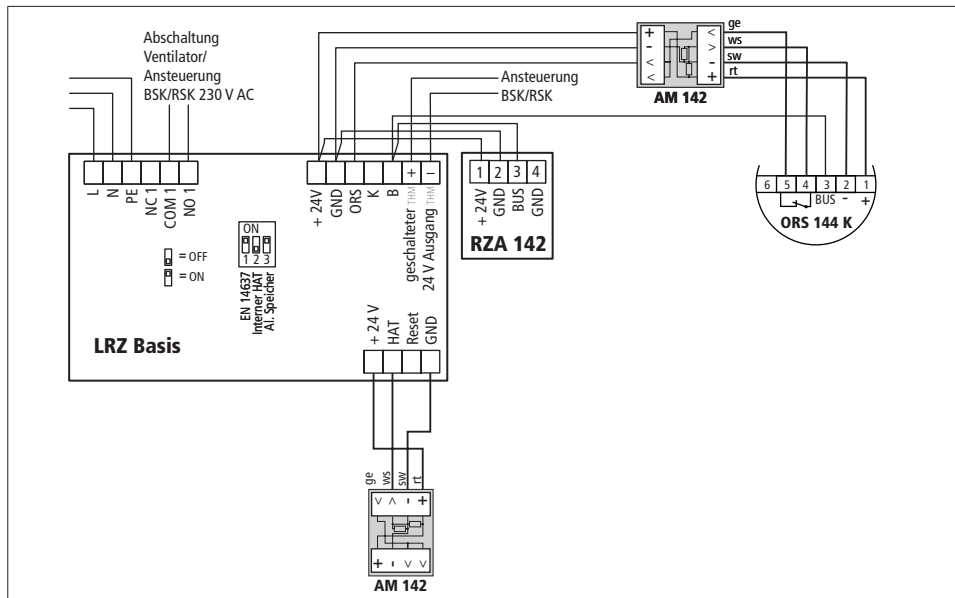 Abschaltung
Ventilator/
Ansteuerung
BSK/RSK 230 V AC
Ansteuerung
BSK/RSK
+ <
- >
< -
< +
ge
ws
sw
rt
AM 142
L
N
PE
NC 1
COM 1
NO 1
+ 24V
GND
ORS
K
B
+ −
THM THM
geschalteter
24 V Ausgang
1 2 3 4
+ 24V
GND
BUS
GND
RZA 142
6 5 4 3 2 1
BUS - +
ORS 144 K
= OFF
= ON
ON
1 2 3
EN 14637
Interner HAT
Al. Speicher
LRZ Basis
+ 24 V
HAT
Reset
GND
ge
ws
sw
rt
< > - +
+ - < <
AM 142